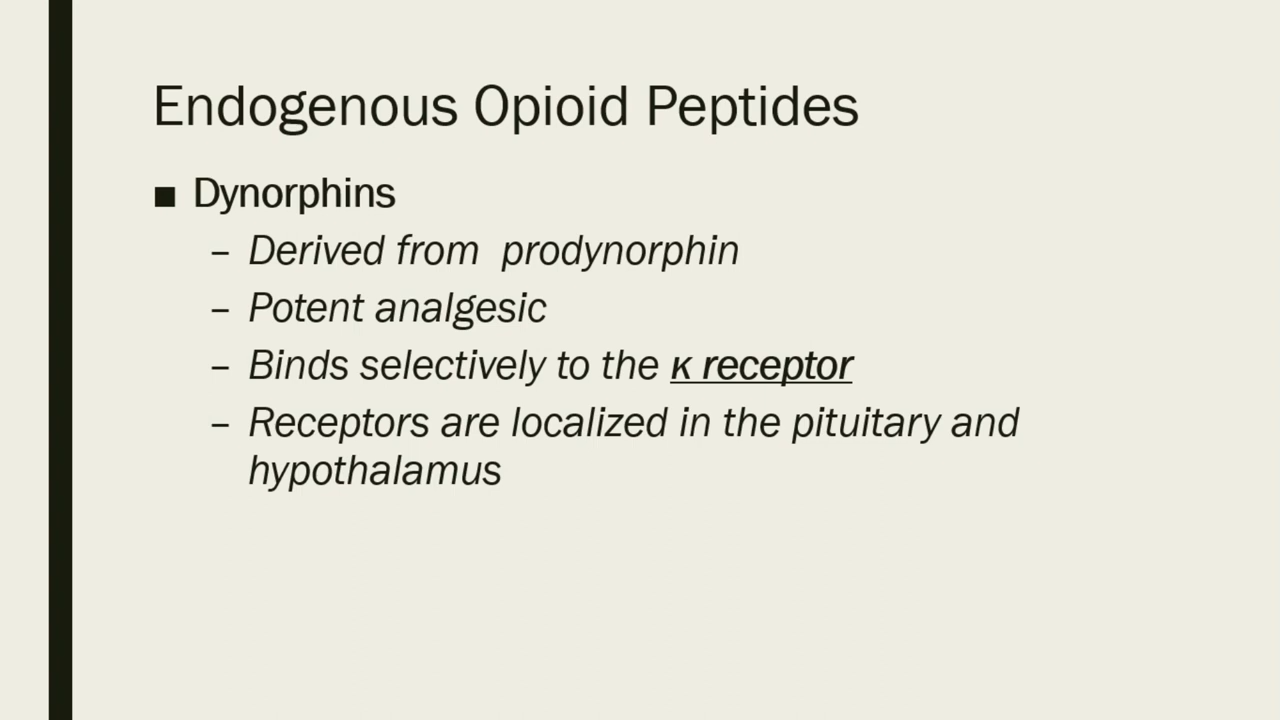 Endogenous Opioid Peptides
■ Dynorphins
– Derived from  prodynorphin
– Potent analgesic
– Binds selectively to the κ receptor
– Receptors are localized in the pituitary and
hypothalamus